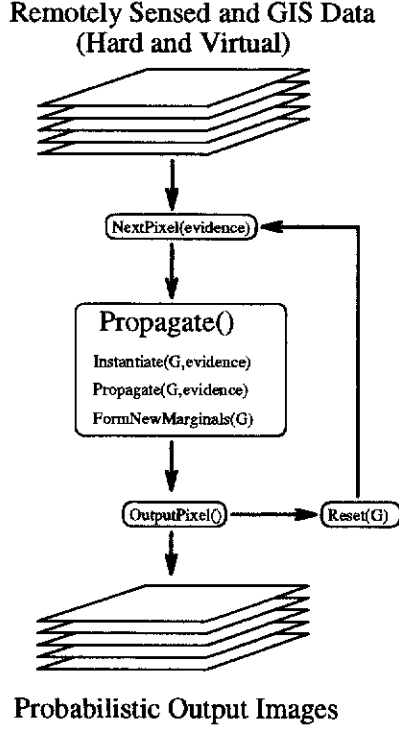 Remotely Sensed and GIS Data
(Hard and Virtual)
NextPixel(evidence)
Propagate()
Instantiate(G,evidence)
Propagate(G,evidence)
FormNewMarginals(G)
OutputPixel()
Reset(G)
Probabilistic Output Images